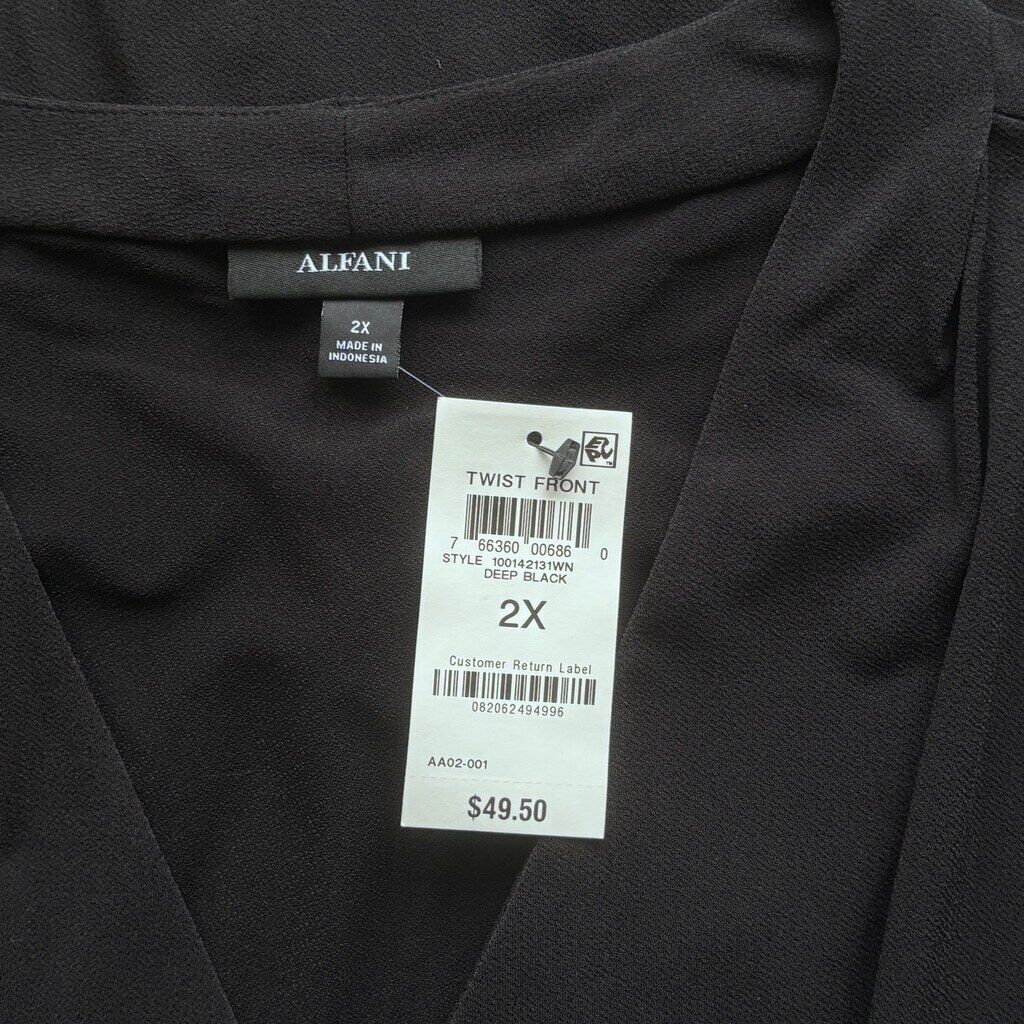 ALFANI
2X
MADE IN
INDONESIA
TWIST FRONT
7 66360 00686 0
STYLE 100142131WN
DEEP BLACK
2X
Customer Return Label
082062494996
AA02-001
$49.50